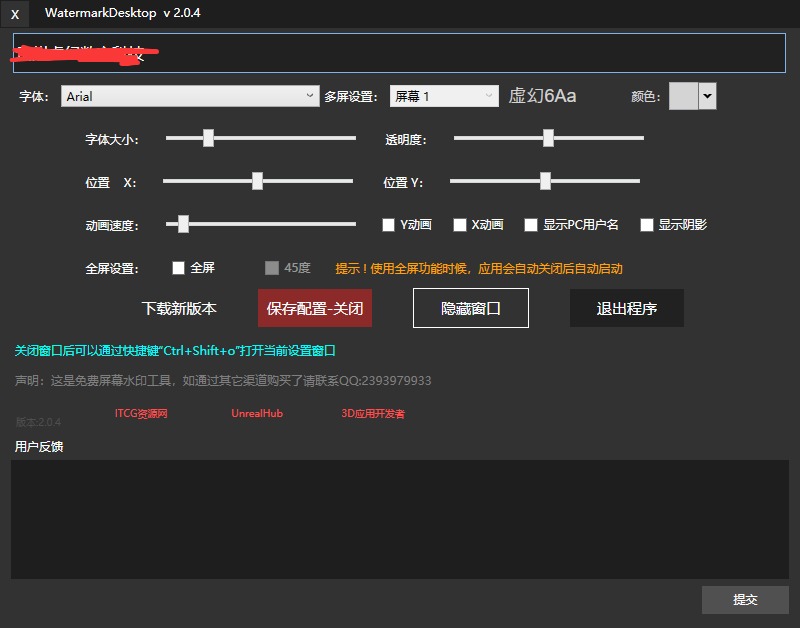 X WatermarkDesktop v 2.0.4
字体: Arial 多屏设置: 屏幕 1 虚幻6Aa 颜色:
字体大小: 透明度:
位置 X: 位置 Y:
动画速度: Y动画 X动画 显示PC用户名 显示阴影
全屏设置: 全屏 45度 提示！使用全屏功能时候，应用会自动关闭后自动启动
下载新版本 保存配置-关闭 隐藏窗口 退出程序
关闭窗口后可以通过快捷键“Ctrl+Shift+o”打开当前设置窗口
声明：这是免费屏幕水印工具，如通过其它渠道购买了请联系QQ:2393979933
版本:2.0.4 ITCG资源网 UnrealHub 3D应用开发者
用户反馈
提交